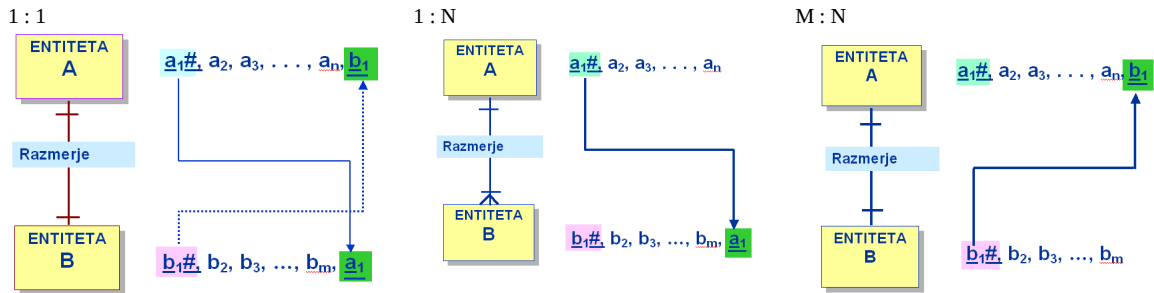 1 : 1
ENTITETA
A
a₁#, a₂, a₃, . . . , aₙ, b₁
Razmerje
ENTITETA
B
b₁#, b₂, b₃, ..., bₘ, a₁
1 : N
ENTITETA
A
a₁#, a₂, a₃, . . . , aₙ
Razmerje
ENTITETA
B
b₁#, b₂, b₃, ..., bₘ, a₁
M : N
ENTITETA
A
a₁#, a₂, a₃, . . . , aₙ, b₁
Razmerje
ENTITETA
B
b₁#, b₂, b₃, ..., bₘ